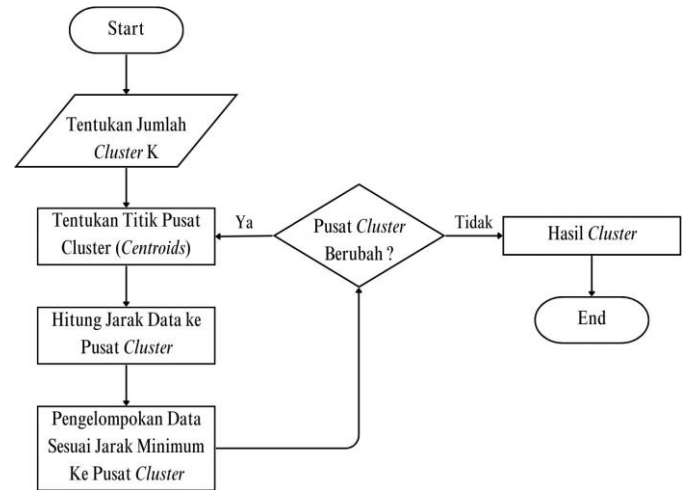 Start
Tentukan Jumlah
Cluster K
Tentukan Titik Pusat
Cluster (Centroids)
Hitung Jarak Data ke
Pusat Cluster
Pengelompokan Data
Sesuai Jarak Minimum
Ke Pusat Cluster
Pusat Cluster
Berubah ?
Ya
Tidak
Hasil Cluster
End